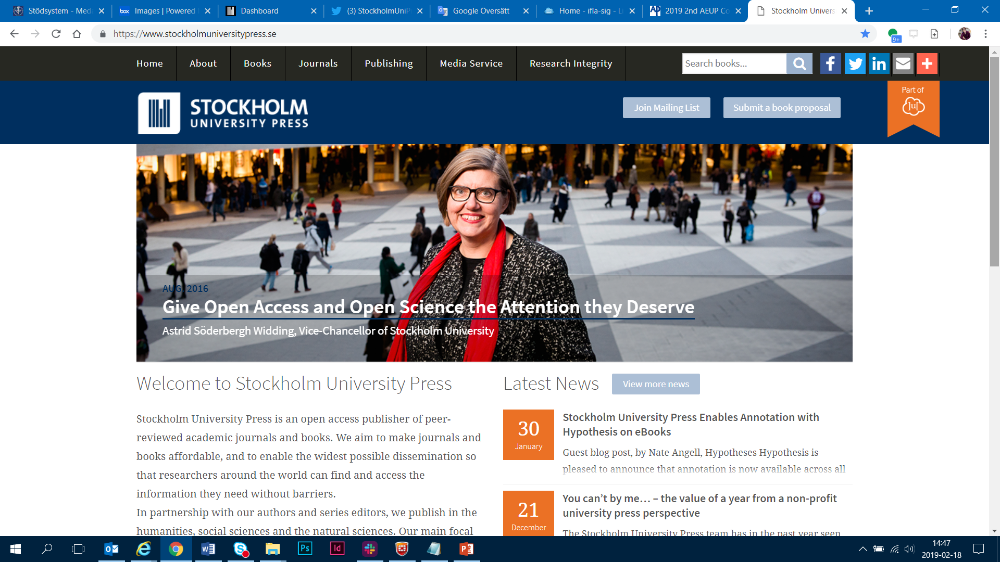 Stödsystem - Med
Images | Powered
Dashboard
(3) StockholmUniP
Google Översätt
Home - ifla-sig - Li
2019 2nd AEUP Co
Stockholm Univers
https://www.stockholmuniversitypress.se
9+
Home
About
Books
Journals
Publishing
Media Service
Research Integrity
Search books...
STOCKHOLM
UNIVERSITY PRESS
Join Mailing List
Submit a book proposal
Part of
]u[
AUG, 2016
Give Open Access and Open Science the Attention they Deserve
Astrid Söderbergh Widding, Vice-Chancellor of Stockholm University
Welcome to Stockholm University Press
Stockholm University Press is an open access publisher of peer-
reviewed academic journals and books. We aim to make journals and
books affordable, and to enable the widest possible dissemination so
that researchers around the world can find and access the
information they need without barriers.
In partnership with our authors and series editors, we publish in the
humanities, social sciences and the natural sciences. Our main focal
Latest News
View more news
30
January
Stockholm University Press Enables Annotation with
Hypothesis on eBooks
Guest blog post, by Nate Angell, Hypotheses Hypothesis is
pleased to announce that annotation is now available across all
21
December
You can’t by me… – the value of a year from a non-profit
university press perspective
The Stockholm University Press team has in the past year seen
14:47
2019-02-18